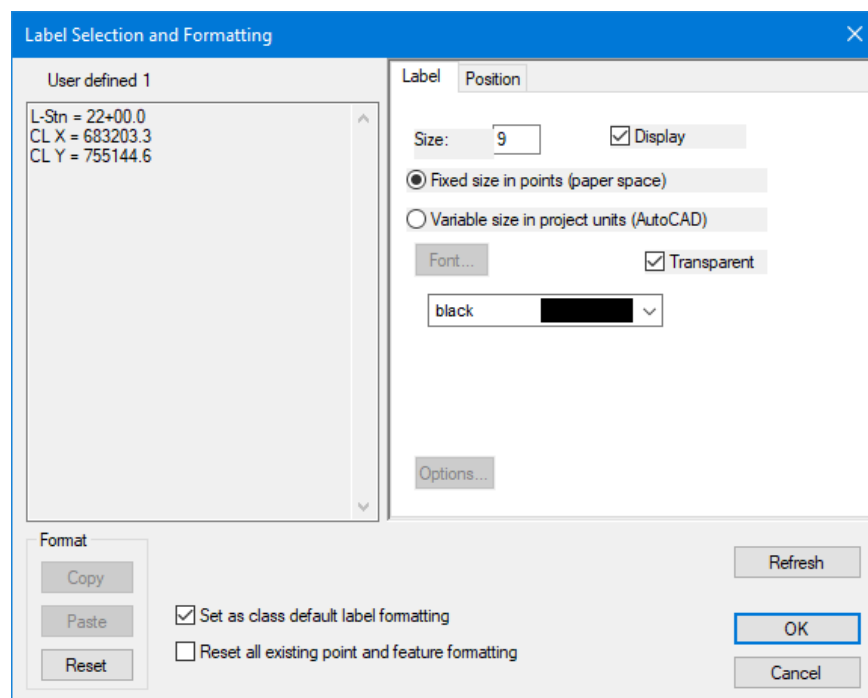 Label Selection and Formatting
User defined 1
L-Stn = 22+00.0
CL X = 683203.3
CL Y = 755144.6
Label Position
Size: 9 Display
Fixed size in points (paper space)
Variable size in project units (AutoCAD)
Font... Transparent
black
Options...
Format
Copy
Paste
Reset
Set as class default label formatting
Reset all existing point and feature formatting
Refresh
OK
Cancel